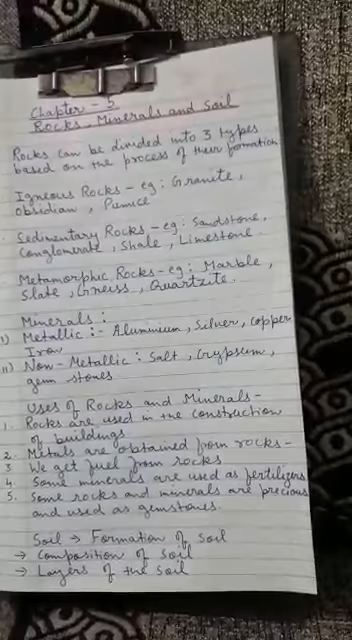 Chapter - 5
Rocks, Minerals and Soil
Rocks can be divided into 3 types
based on the process of their formation
Igneous Rocks - eg: Granite,
Obsidian, Pumice
Sedimentary Rocks - eg: Sandstone,
Conglomerate, Shale, Limestone.
Metamorphic Rocks - eg: Marble,
Slate, Gneiss, Quartzite.
Minerals:
i) Metallic :- Aluminium, Silver, Copper
Iron
ii) Non-Metallic: Salt, Gypsum,
gem stones
Uses of Rocks and Minerals-
1. Rocks are used in the construction
of buildings
2. Metals are obtained from rocks-
3 We get fuel from rocks
4. Some minerals are used as fertilizers
5. Some rocks and minerals are precious
and used as gemstones.
Soil → Formation of Soil
→ Composition of Soil
→ Layers of the soil